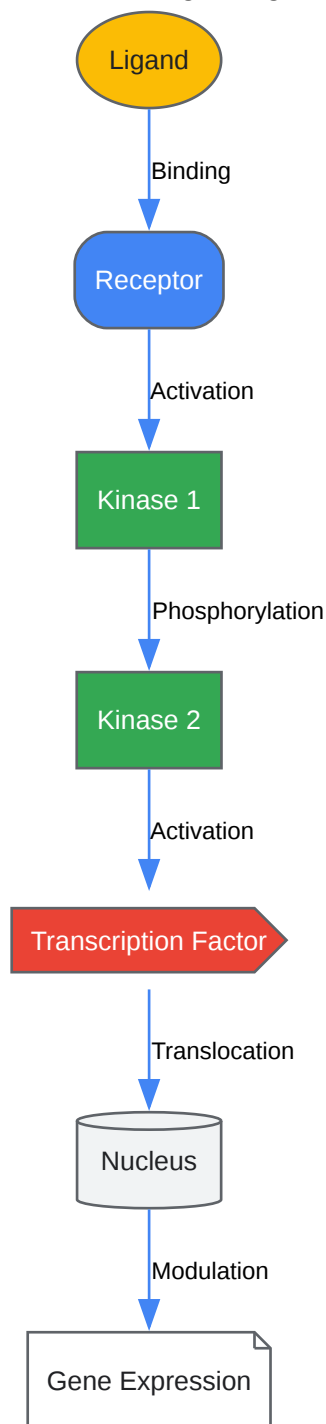 Ligand
Binding
Receptor
Activation
Kinase 1
Phosphorylation
Kinase 2
Activation
Transcription Factor
Translocation
Nucleus
Modulation
Gene Expression